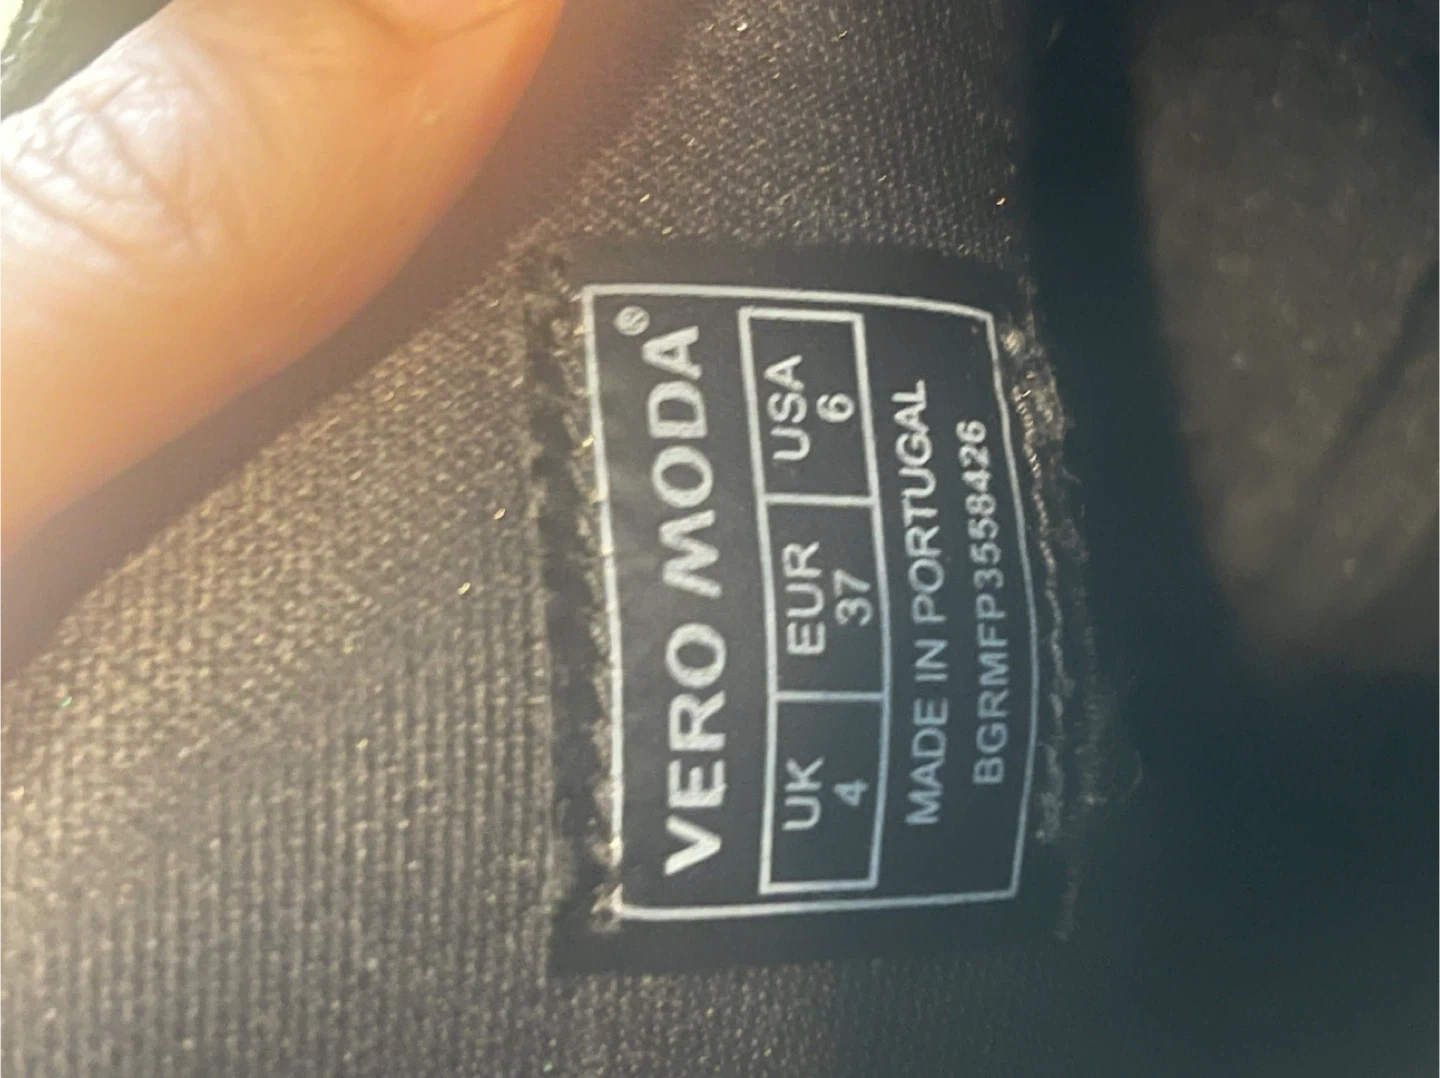 VERO MODA®
UK EUR USA
4 37 6
MADE IN PORTUGAL
BGRMFP3558426